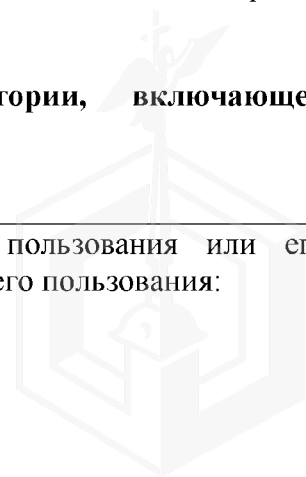 тории, включающе
пользования или ег
его пользования: